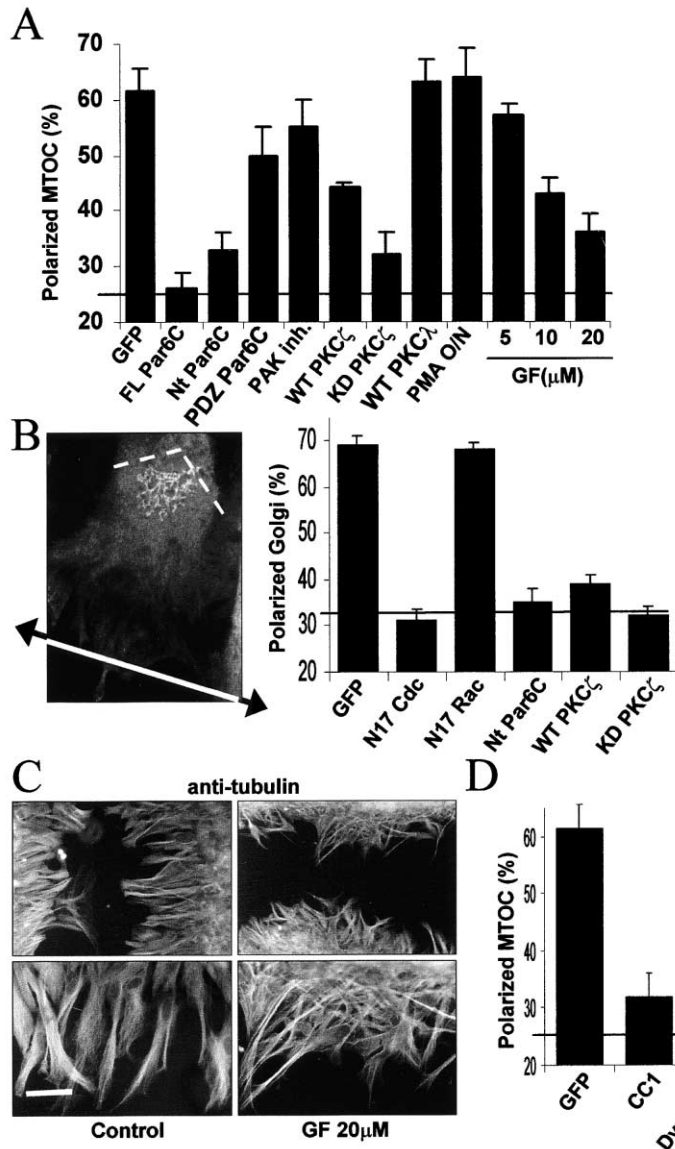 A
Polarized MTOC (%)
70
60
50
40
30
20
GFP
FL Par6C
Nt Par6C
PDZ Par6C
PAK inh.
WT PKCζ
KD PKCζ
WT PKCλ
PMA O/N
5 10 20
GF(μM)
B
Polarized Golgi (%)
70
60
50
40
30
20
GFP
N17 Cdc
N17 Rac
Nt Par6C
WT PKCζ
KD PKCζ
C
anti-tubulin
Control
GF 20μM
D
Polarized MTOC (%)
60
50
40
30
20
GFP
CC1